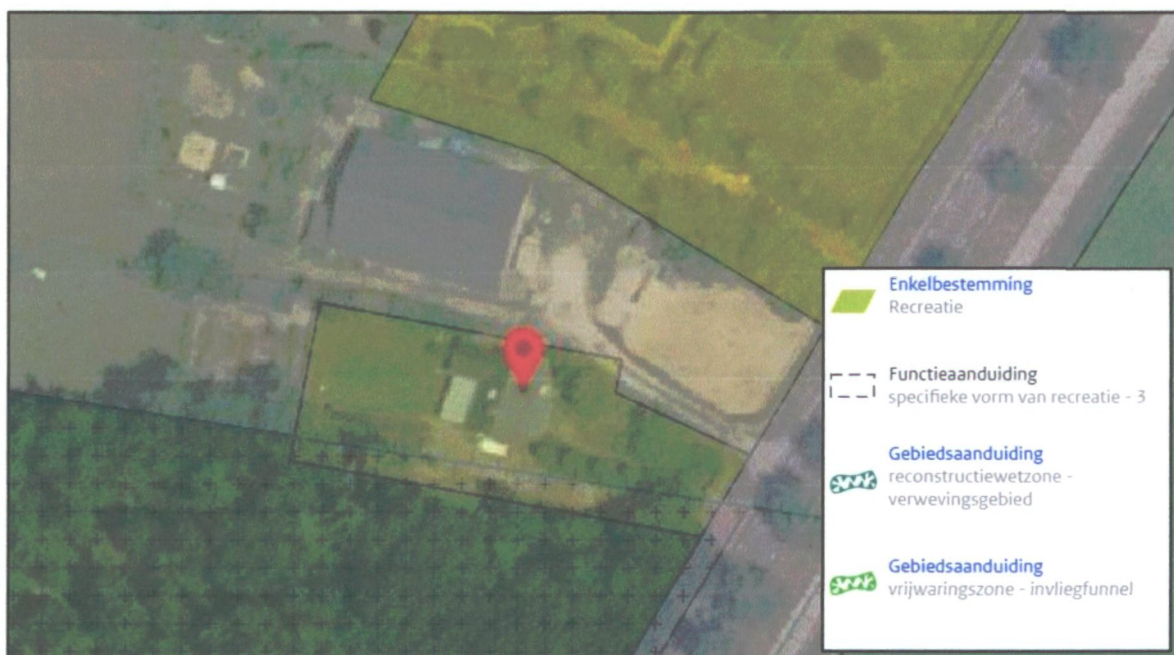 Enkelbestemming
Recreatie
Functieaanduiding
specifieke vorm van recreatie - 3
Gebiedsaanduiding
reconstructiewetzone -
verwevingsgebied
Gebiedsaanduiding
vrijwaringszone - invliegfunnel